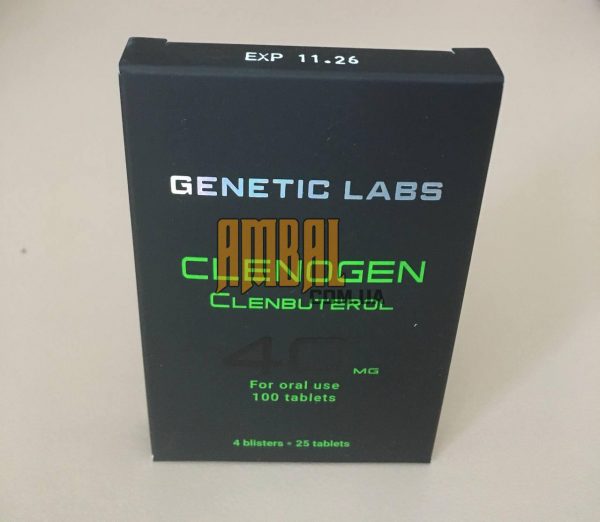 EXP 11.26
GENETIC LABS
AMBAL
.COM.UA
CLENOGEN
CLENBUTEROL
40
MG
For oral use
100 tablets
4 blisters * 25 tablets